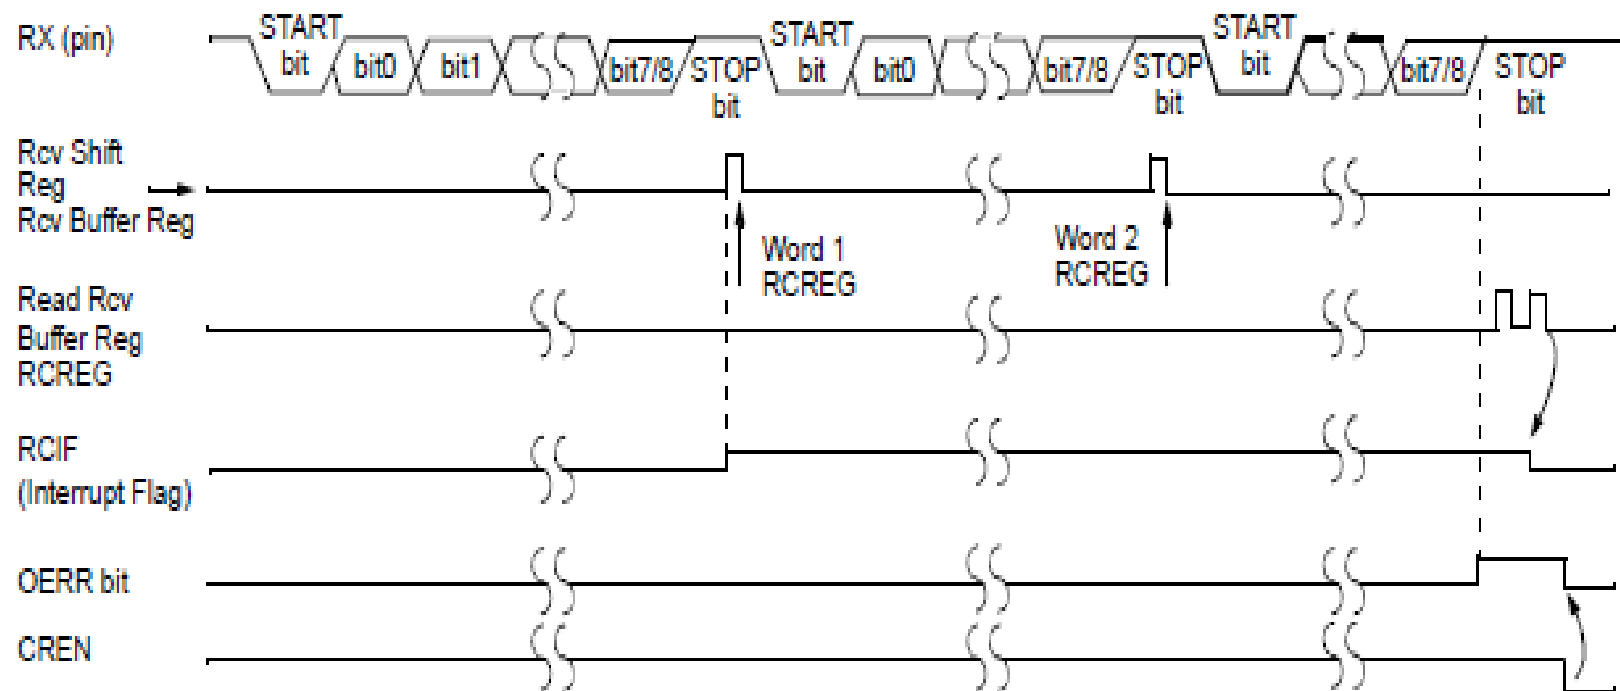 RX (pin)
START
bit
bit0
bit1
bit7/8
STOP
bit
START
bit
bit0
bit7/8
STOP
bit
START
bit
bit7/8
STOP
bit
Rcv Shift
Reg
Rcv Buffer Reg
Word 1
RCREG
Word 2
RCREG
Read Rcv
Buffer Reg
RCREG
RCIF
(Interrupt Flag)
OERR bit
CREN